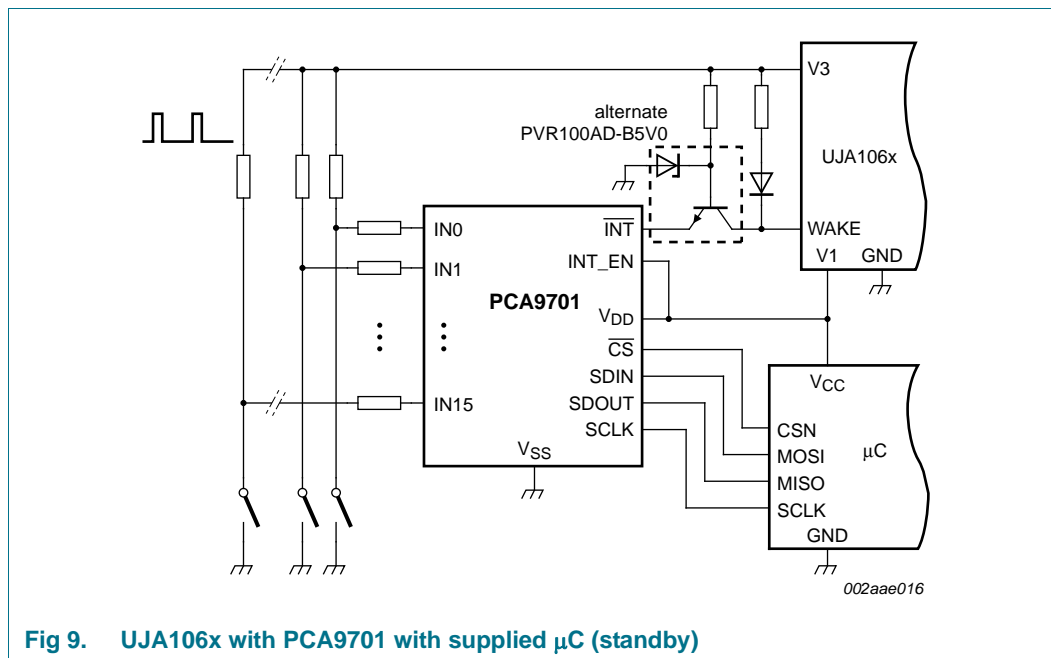 V3
alternate
PVR100AD-B5V0
UJA106x
IN0
INT
WAKE
IN1
INT_EN
V1
GND
PCA9701
VDD
CS
VCC
SDIN
IN15
SDOUT
CSN
SCLK
μC
MOSI
VSS
MISO
SCLK
GND
002aae016
Fig 9. UJA106x with PCA9701 with supplied μC (standby)